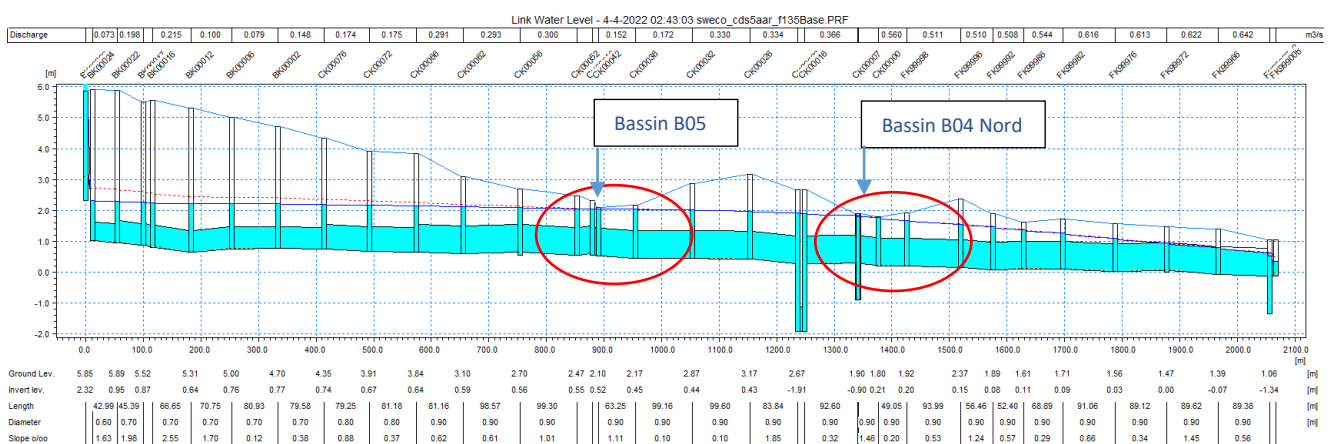 Link Water Level - 4-4-2022 02:43:03 sweco_cds5aar_f135Base.PRF
Discharge 0.073 0.198 0.215 0.100 0.079 0.148 0.174 0.175 0.291 0.293 0.300 0.152 0.172 0.330 0.334 0.366 0.560 0.511 0.510 0.508 0.544 0.616 0.613 0.622 0.642 m3/s
BK00024 BK00022 BK00016 BK00012 BK00006 BK00002 CK00076 CK00072 CK00066 CK00062 CK00056 CK00052 CK00042 CK00036 CK00032 CK00026 CK00016 CK00007 CK00000 FK99998 FK99996 FK99992 FK99986 FK99982 FK99976 FK99972 FK99966 FK99900b
[m]
6.0
5.0
4.0
3.0
2.0
1.0
0.0
-1.0
-2.0
Bassin B05
Bassin B04 Nord
0.0 100.0 200.0 300.0 400.0 500.0 600.0 700.0 800.0 900.0 1000.0 1100.0 1200.0 1300.0 1400.0 1500.0 1600.0 1700.0 1800.0 1900.0 2000.0 2100.0
[m]
Ground Lev. 5.85 5.89 5.52 5.31 5.00 4.70 4.35 3.91 3.84 3.10 2.70 2.47 2.10 2.17 2.87 3.17 2.67 1.90 1.80 1.92 2.37 1.89 1.61 1.71 1.56 1.47 1.39 1.06 [m]
Invert lev. 2.32 0.95 0.87 0.64 0.76 0.77 0.74 0.67 0.64 0.59 0.56 0.55 0.52 0.45 0.44 0.43 -1.91 -0.90 0.21 0.20 0.15 0.08 0.11 0.09 0.03 0.00 -0.07 -1.34 [m]
Length 42.99 45.39 66.65 70.75 80.93 79.58 79.25 81.18 81.16 98.57 99.30 63.25 99.16 99.60 83.84 92.60 49.05 93.99 56.46 52.40 68.89 91.06 89.12 89.62 89.38 [m]
Diameter 0.60 0.70 0.70 0.70 0.70 0.70 0.80 0.80 0.90 0.90 0.90 0.90 0.90 0.90 0.90 0.90 0.90 0.90 0.90 0.90 0.90 0.90 0.90 0.90 0.90 0.90 [m]
Slope o/oo 1.63 1.98 2.55 1.70 0.12 0.38 0.88 0.37 0.62 0.61 1.01 1.11 0.10 0.10 1.85 0.32 1.46 0.20 0.53 1.24 0.57 0.29 0.66 0.34 1.45 0.56